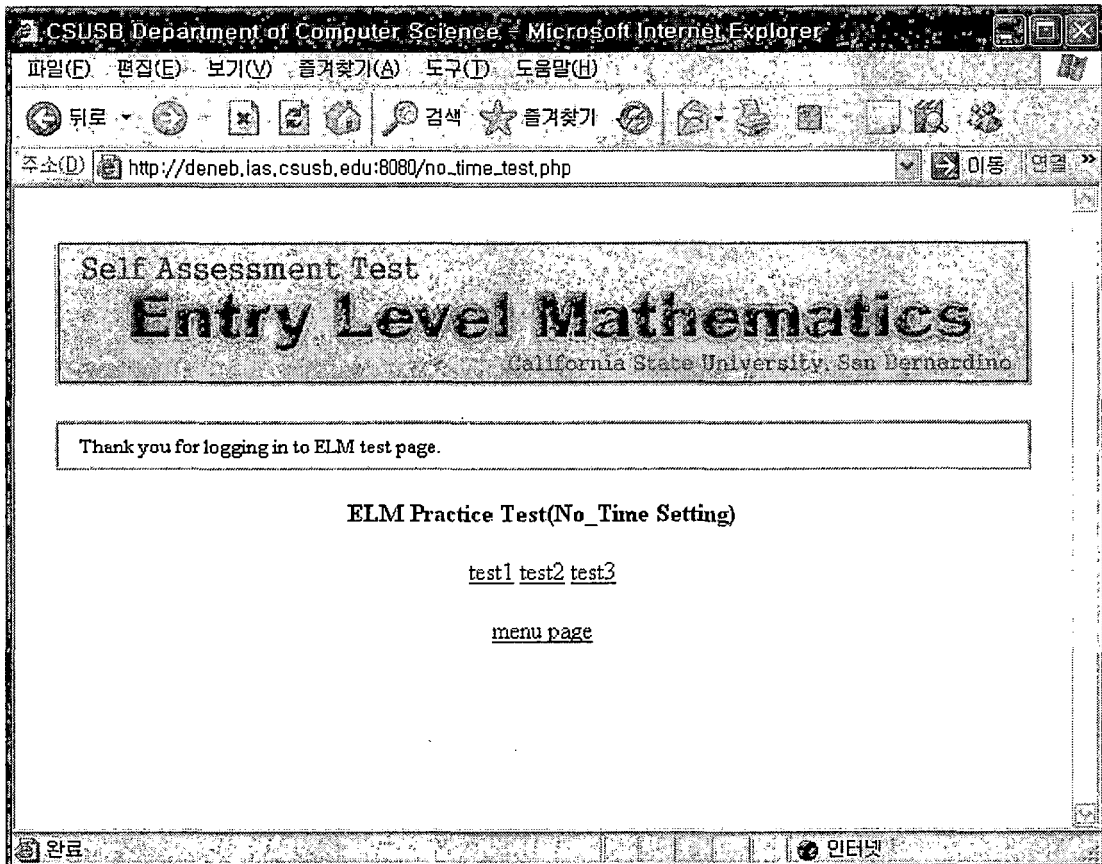 CSUSB Department of Computer Science - Microsoft Internet Explorer
파일(F) 편집(E) 보기(V) 즐겨찾기(A) 도구(T) 도움말(H)
뒤로 검색 즐겨찾기
주소(D) http://deneb.ias.csusb.edu:8080/no_time_test.php 이동 연결 »
Self Assessment Test
Entry Level Mathematics
California State University, San Bernardino
Thank you for logging in to ELM test page.
ELM Practice Test(No_Time Setting)
test1 test2 test3
menu page
완료 인터넷